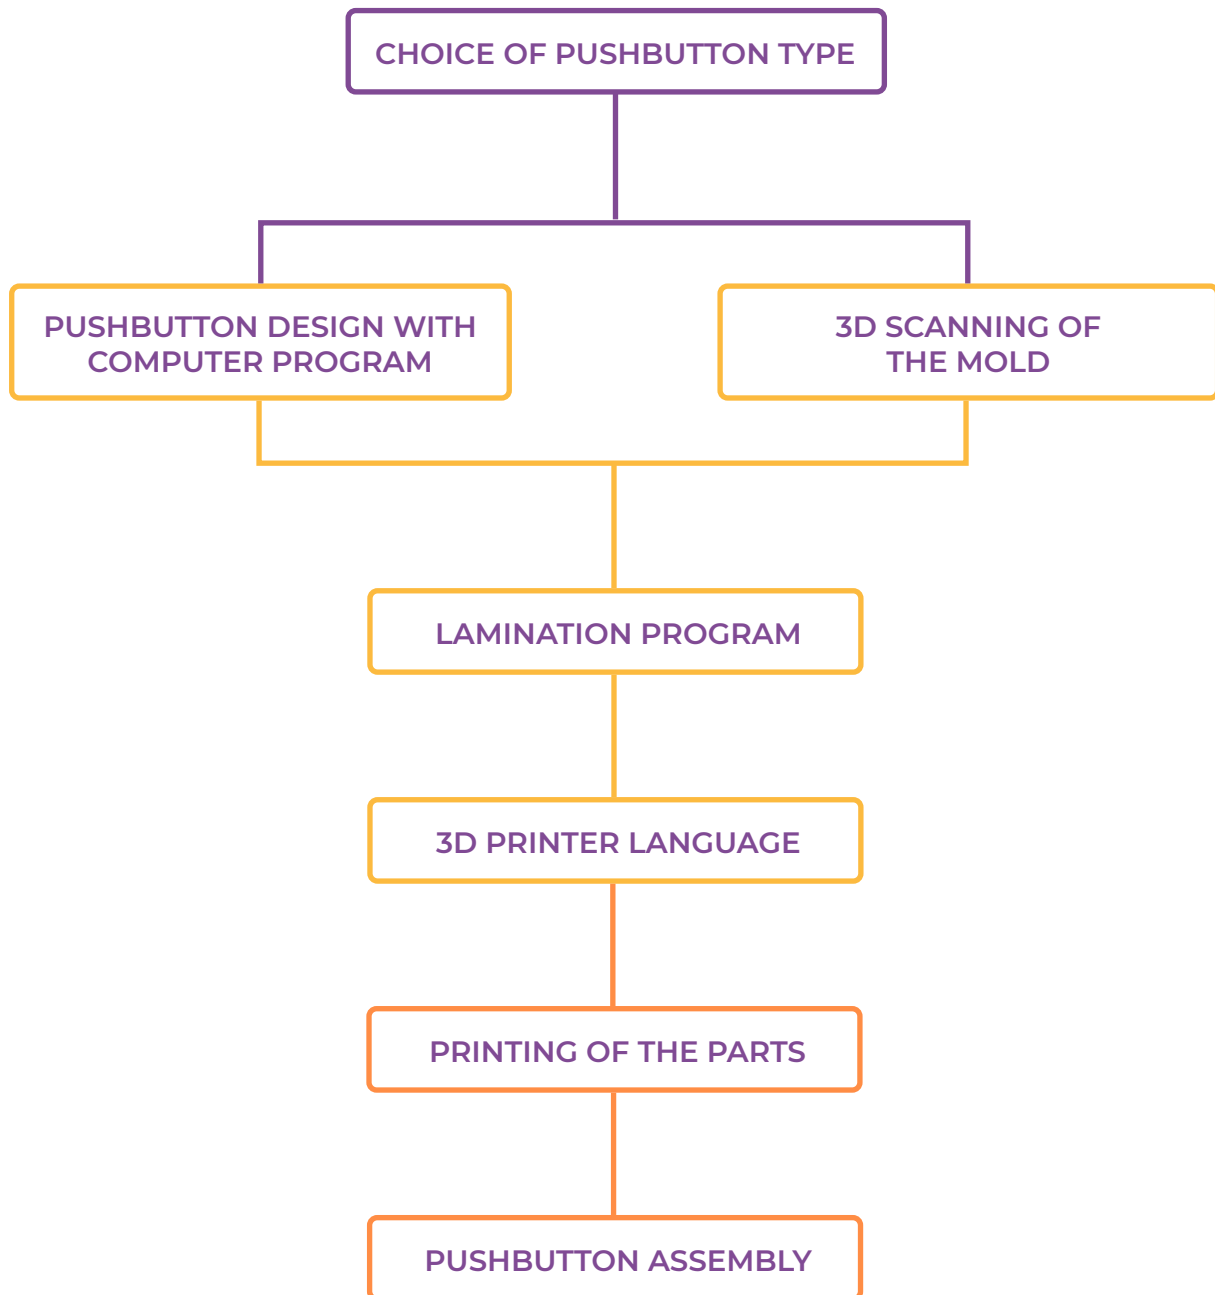 CHOICE OF PUSHBUTTON TYPE
PUSHBUTTON DESIGN WITH
COMPUTER PROGRAM
3D SCANNING OF
THE MOLD
LAMINATION PROGRAM
3D PRINTER LANGUAGE
PRINTING OF THE PARTS
PUSHBUTTON ASSEMBLY